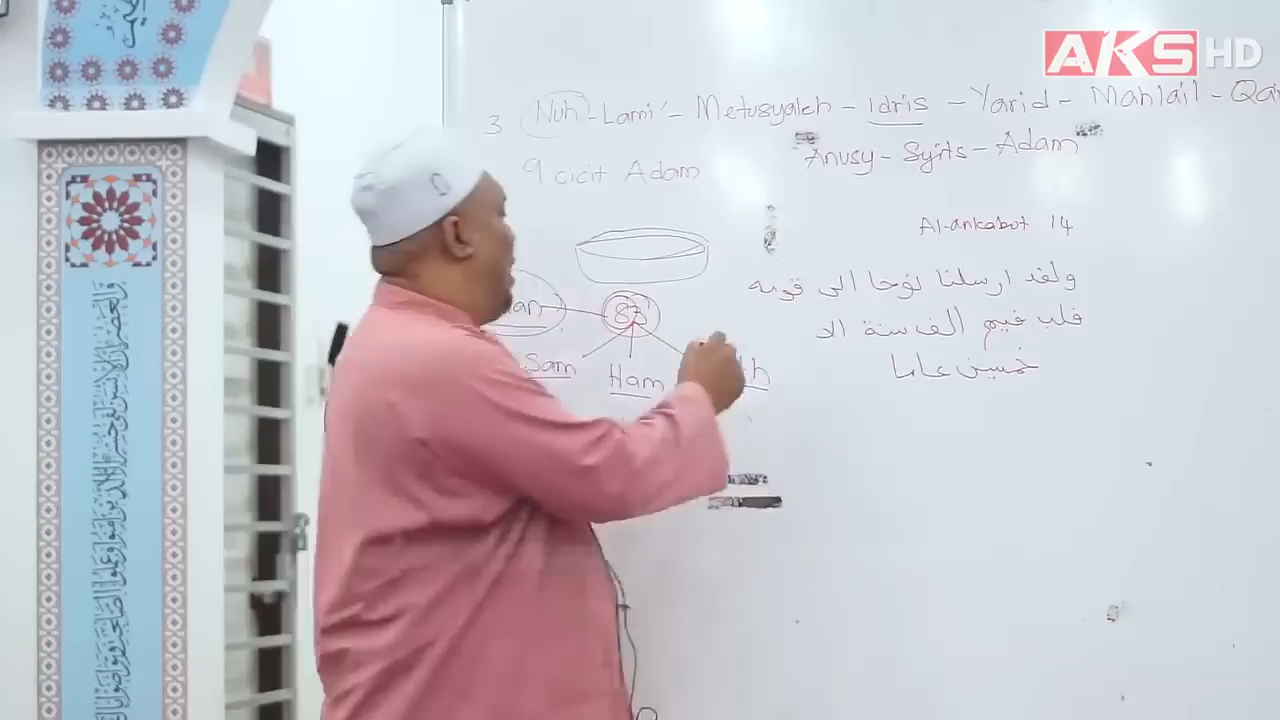 AKS HD
3 Nuh - Lami' - Metusyaleh - Idris - Yarid - Mahlail -
Anusy - Syits - Adam
9 cicit Adam
Al-ankabut 14
ولقد ارسلنا نوحا الى قومه
فلبث فيهم الف سنة الا
خمسين عاما
83
Sam
Ham